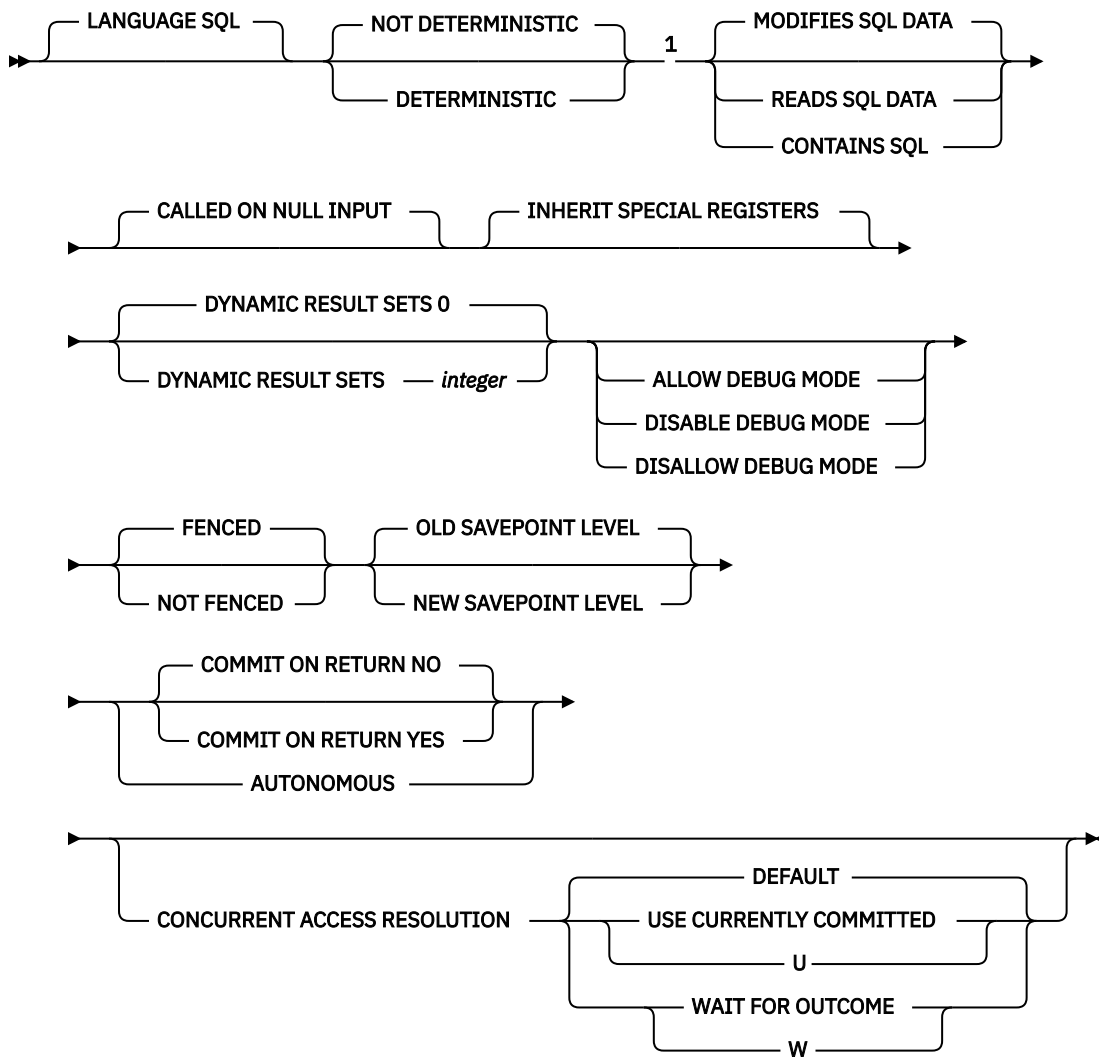 LANGUAGE SQL
NOT DETERMINISTIC
DETERMINISTIC
1
MODIFIES SQL DATA
READS SQL DATA
CONTAINS SQL
CALLED ON NULL INPUT
INHERIT SPECIAL REGISTERS
DYNAMIC RESULT SETS 0
DYNAMIC RESULT SETS integer
ALLOW DEBUG MODE
DISABLE DEBUG MODE
DISALLOW DEBUG MODE
FENCED
NOT FENCED
OLD SAVEPOINT LEVEL
NEW SAVEPOINT LEVEL
COMMIT ON RETURN NO
COMMIT ON RETURN YES
AUTONOMOUS
CONCURRENT ACCESS RESOLUTION
DEFAULT
USE CURRENTLY COMMITTED
U
WAIT FOR OUTCOME
W